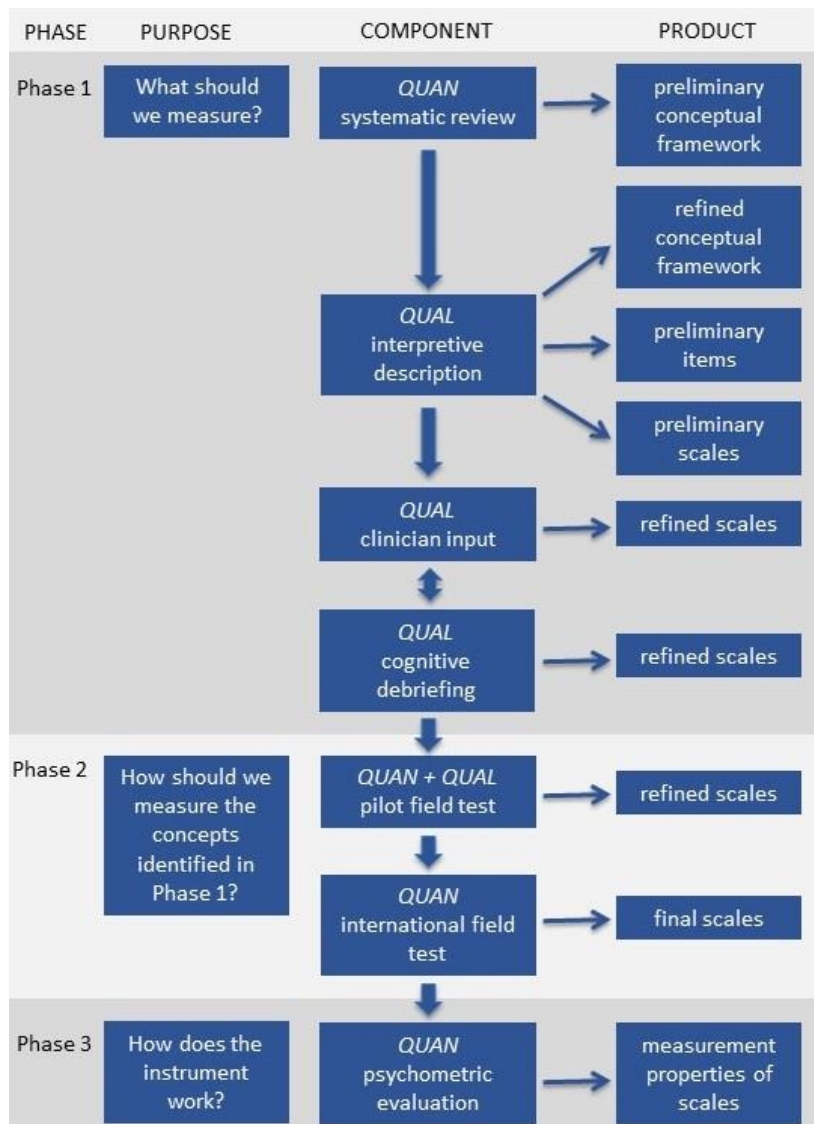 PHASE PURPOSE COMPONENT PRODUCT
Phase 1
What should
we measure?
QUAN
systematic review
preliminary
conceptual
framework
refined
conceptual
framework
QUAL
interpretive
description
preliminary
items
preliminary
scales
QUAL
clinician input
refined scales
QUAL
cognitive
debriefing
refined scales
Phase 2
How should we
measure the
concepts
identified in
Phase 1?
QUAN + QUAL
pilot field test
refined scales
QUAN
international field
test
final scales
Phase 3
How does the
instrument
work?
QUAN
psychometric
evaluation
measurement
properties of
scales